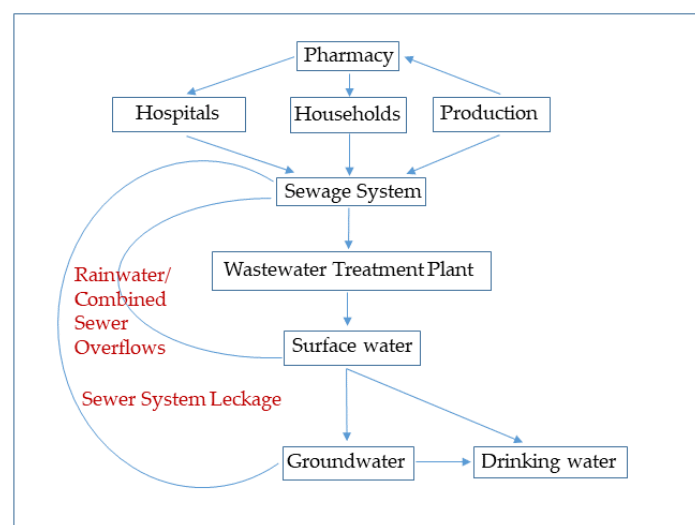 Pharmacy
Hospitals
Households
Production
Sewage System
Wastewater Treatment Plant
Rainwater/
Combined
Sewer
Overflows
Surface water
Sewer System Leckage
Groundwater
Drinking water